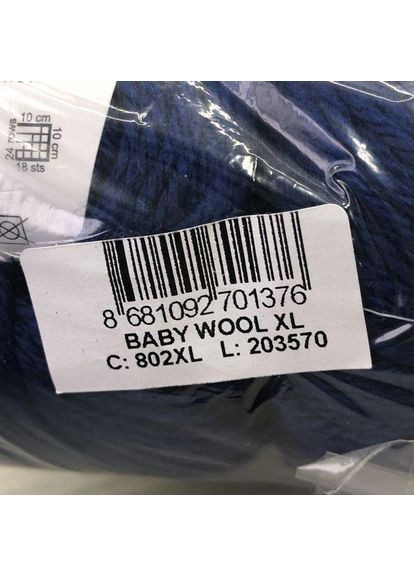 10 cm
24 rows
10 cm
18 sts
8 681092 701376
BABY WOOL XL
C: 802XL L: 203570